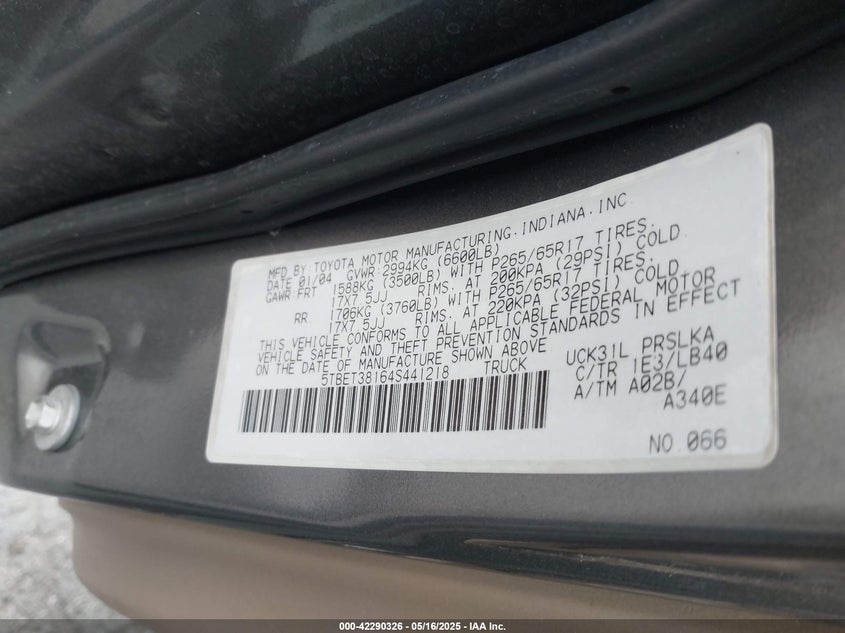 MFD.BY:TOYOTA MOTOR MANUFACTURING.INDIANA.INC
DATE 01/04 GVWR:2994KG (6600LB)
GAWR:FRT 1588KG (3500LB) WITH P265/65R17 TIRES.
17X7.5JJ RIMS. AT 200KPA (29PSI) COLD
RR 1706KG (3760LB) WITH P265/65R17 TIRES.
17X7.5JJ RIMS. AT 220KPA (32PSI) COLD
THIS VEHICLE CONFORMS TO ALL APPLICABLE FEDERAL MOTOR
VEHICLE SAFETY AND THEFT PREVENTION STANDARDS IN EFFECT
ON THE DATE OF MANUFACTURE SHOWN ABOVE
5TBET38164S441218 TRUCK
UCK31L PRSLKA
C/TR 1E3/LB40
A/TM A02B/
A340E
NO.066
000-42290326 - 05/16/2025 - IAA Inc.